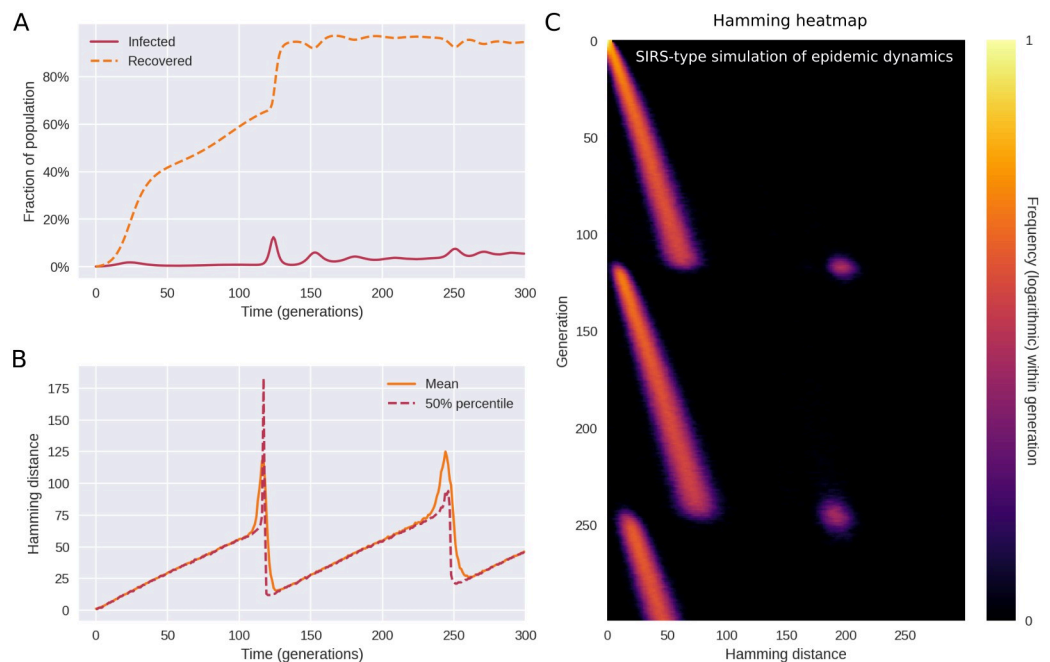 A
Infected
Recovered
80%
60%
40%
20%
0%
Fraction of population
0 50 100 150 200 250 300
Time (generations)
B
Mean
50% percentile
175
150
125
100
75
50
25
0
Hamming distance
0 50 100 150 200 250 300
Time (generations)
C
Hamming heatmap
SIRS-type simulation of epidemic dynamics
0
50
100
150
200
250
Generation
0 50 100 150 200 250
Hamming distance
1
0
Frequency (logarithmic) within generation